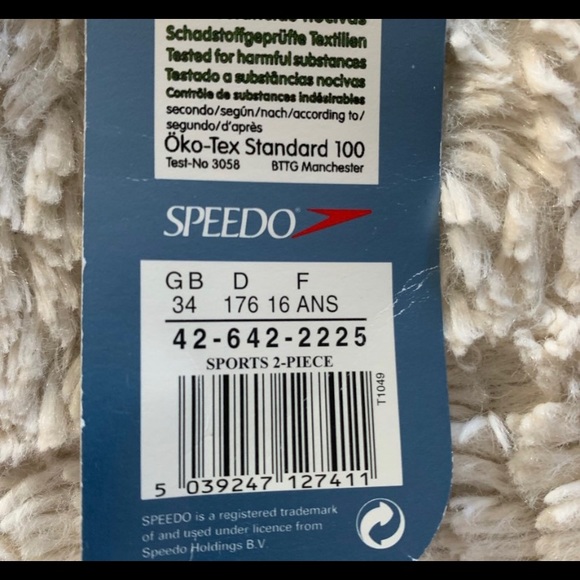 Schadstoffgeprüfte Textilien
Tested for harmful substances
Testado a substâncias nocivas
Contrôle de substances indésirables
secondo/según/nach/according to/
segundo/d'après
Öko-Tex Standard 100
Test-No 3058 BTTG Manchester
SPEEDO
GB D F
34 176 16 ANS
42-642-2225
SPORTS 2-PIECE
T1049
5 039247 127411
SPEEDO is a registered trademark
of and used under licence from
Speedo Holdings B.V.